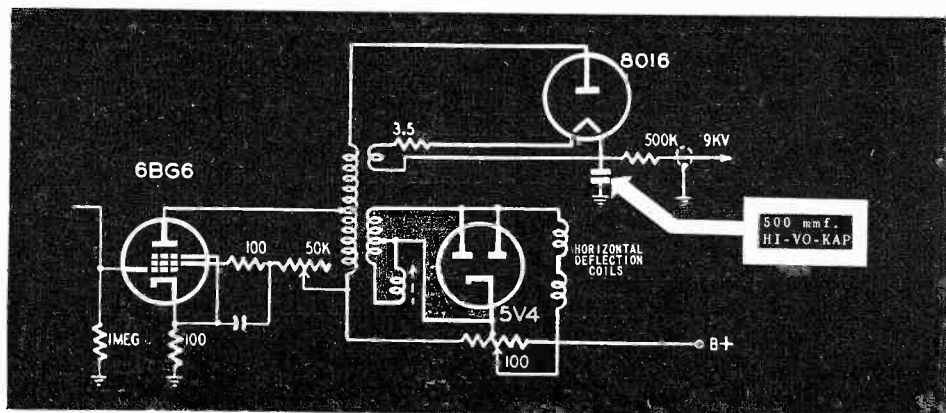 8016
3.5
500K
9KV
6BG6
500 mmf.
HI-VO-KAP
100
50K
HORIZONTAL
DEFLECTION
COILS
5V4
1MEG
100
100
B+